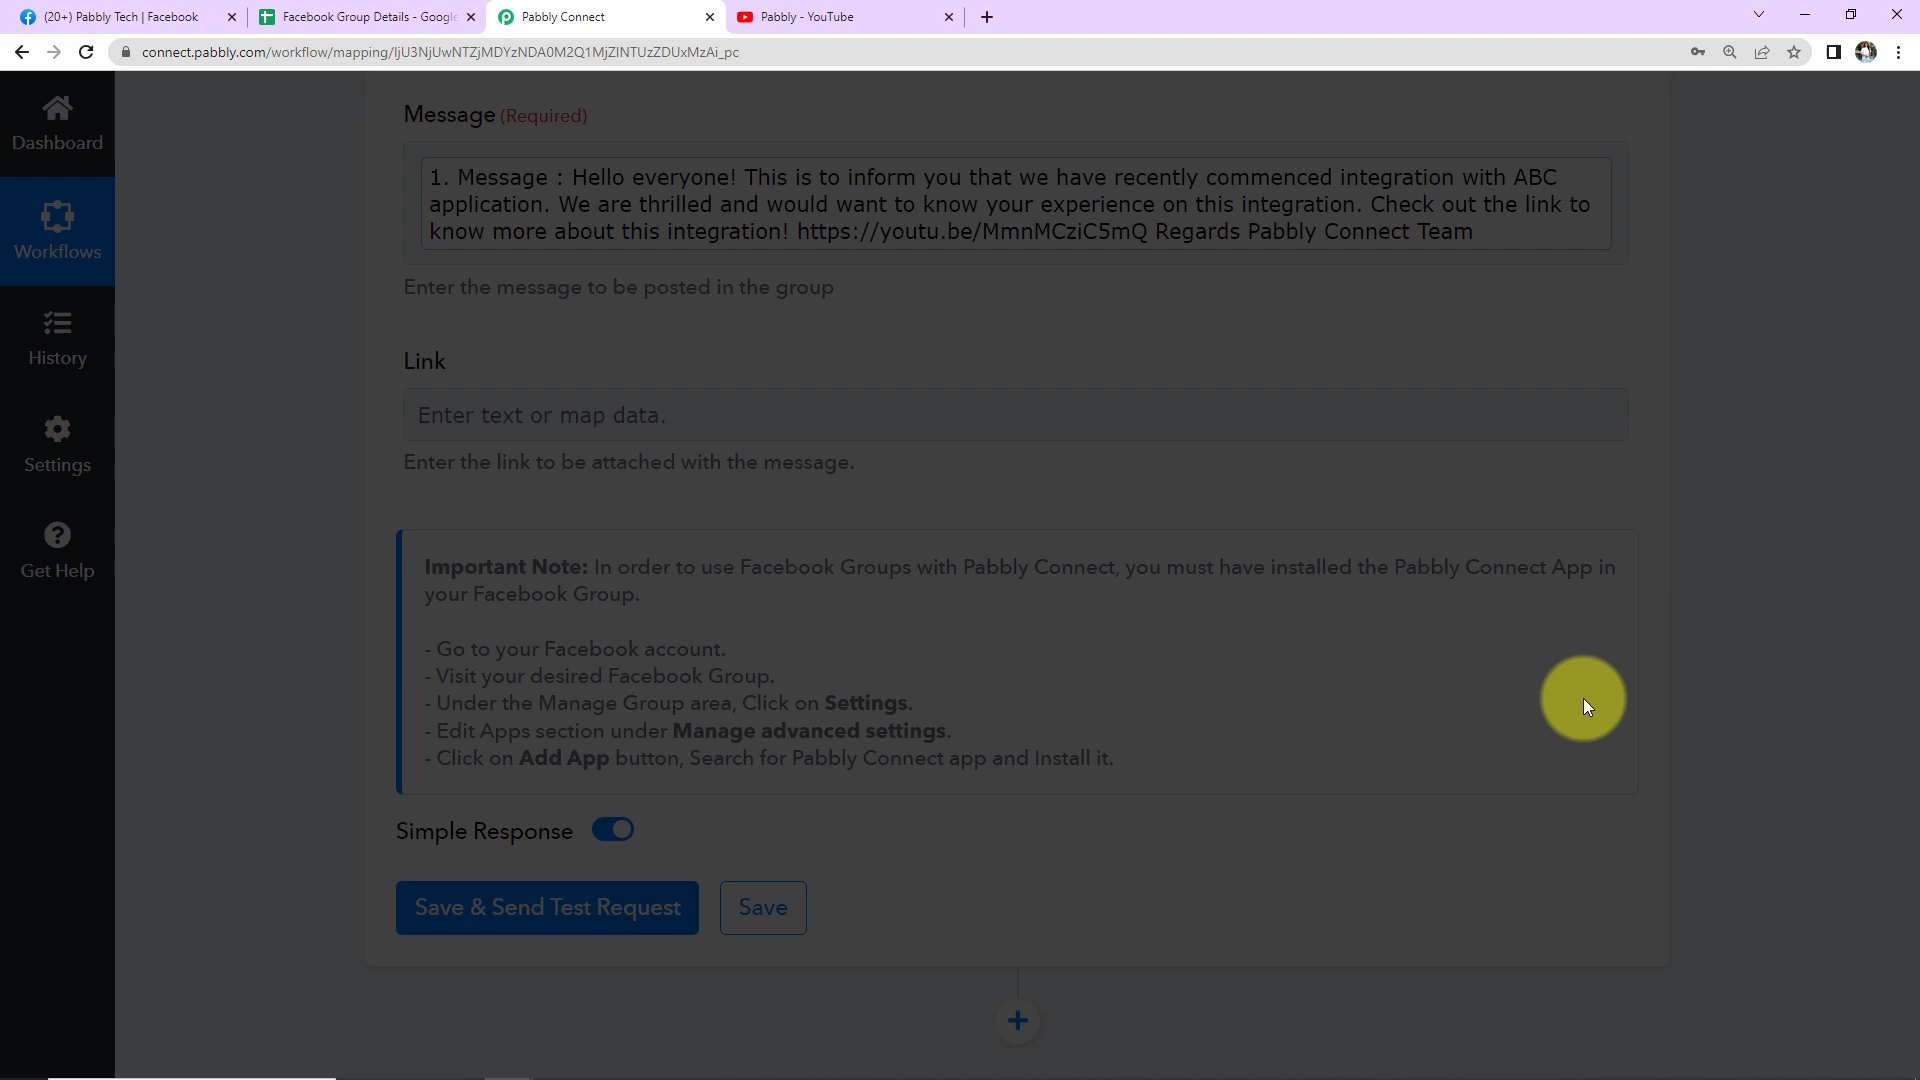 (20+) Pabbly Tech | Facebook
Facebook Group Details - Google
Pabbly Connect
Pabbly - YouTube
connect.pabbly.com/workflow/mapping/IjU3NjUwNTZjMDYzNDA0M2Q1MjZlNTUzZDUxMzAi_pc
Dashboard
Workflows
History
Settings
Get Help
Message (Required)
1. Message : Hello everyone! This is to inform you that we have recently commenced integration with ABC
application. We are thrilled and would want to know your experience on this integration. Check out the link to
know more about this integration! https://youtu.be/MmnMCziC5mQ Regards Pabbly Connect Team
Enter the message to be posted in the group
Link
Enter text or map data.
Enter the link to be attached with the message.
Important Note: In order to use Facebook Groups with Pabbly Connect, you must have installed the Pabbly Connect App in
your Facebook Group.
- Go to your Facebook account.
- Visit your desired Facebook Group.
- Under the Manage Group area, Click on Settings.
- Edit Apps section under Manage advanced settings.
- Click on Add App button, Search for Pabbly Connect app and Install it.
Simple Response
Save & Send Test Request
Save